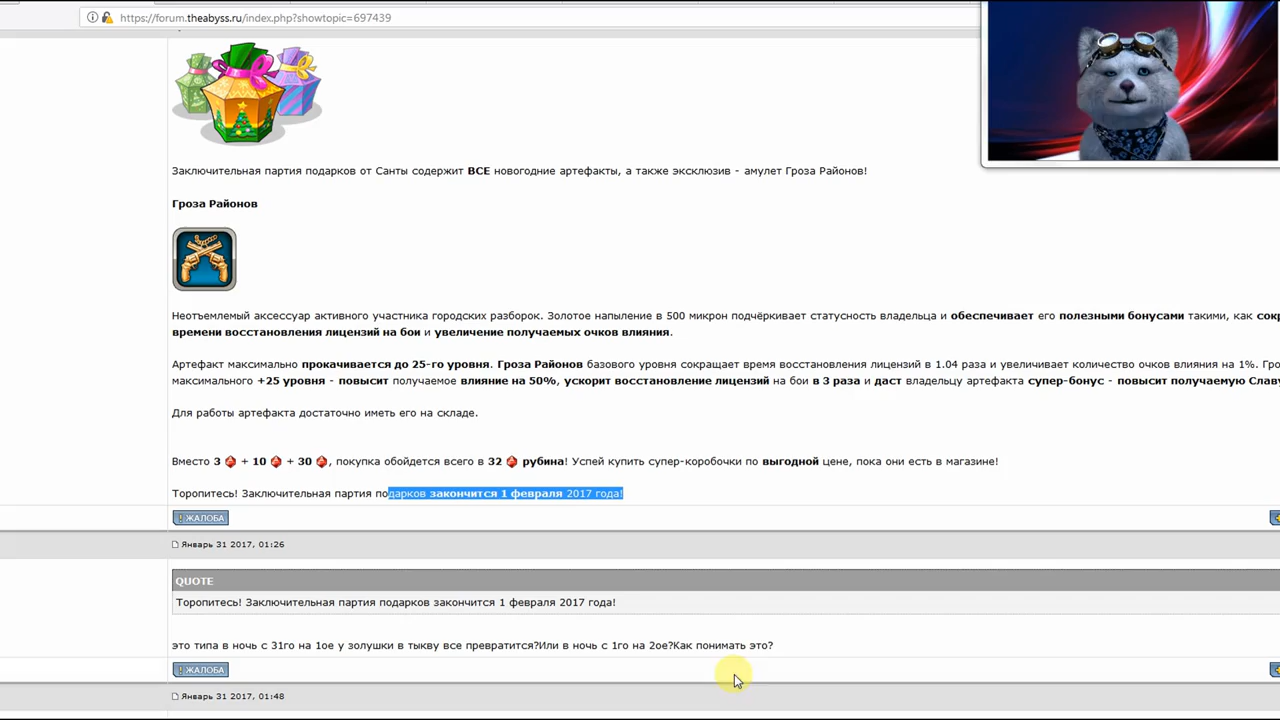 https://forum.theabyss.ru/index.php?showtopic=697439
Заключительная партия подарков от Санты содержит ВСЕ новогодние артефакты, а также эксклюзив - амулет Гроза Районов!
Гроза Районов
Неотъемлемый аксессуар активного участника городских разборок. Золотое напыление в 500 микрон подчёркивает статусность владельца и обеспечивает его полезными бонусами такими, как сокр
времени восстановления лицензий на бои и увеличение получаемых очков влияния.
Артефакт максимально прокачивается до 25-го уровня. Гроза Районов базового уровня сокращает время восстановления лицензий в 1.04 раза и увеличивает количество очков влияния на 1%. Гро
максимального +25 уровня - повысит получаемое влияние на 50%, ускорит восстановление лицензий на бои в 3 раза и даст владельцу артефакта супер-бонус - повысит получаемую Славу
Для работы артефакта достаточно иметь его на складе.
Вместо 3 + 10 + 30 , покупка обойдется всего в 32 рубина! Успей купить супер-коробочки по выгодной цене, пока они есть в магазине!
Торопитесь! Заключительная партия подарков закончится 1 февраля 2017 года!
! ЖАЛОБА
Январь 31 2017, 01:26
QUOTE
Торопитесь! Заключительная партия подарков закончится 1 февраля 2017 года!
это типа в ночь с 31го на 1ое у золушки в тыкву все превратится?Или в ночь с 1го на 2ое?Как понимать это?
! ЖАЛОБА
Январь 31 2017, 01:48